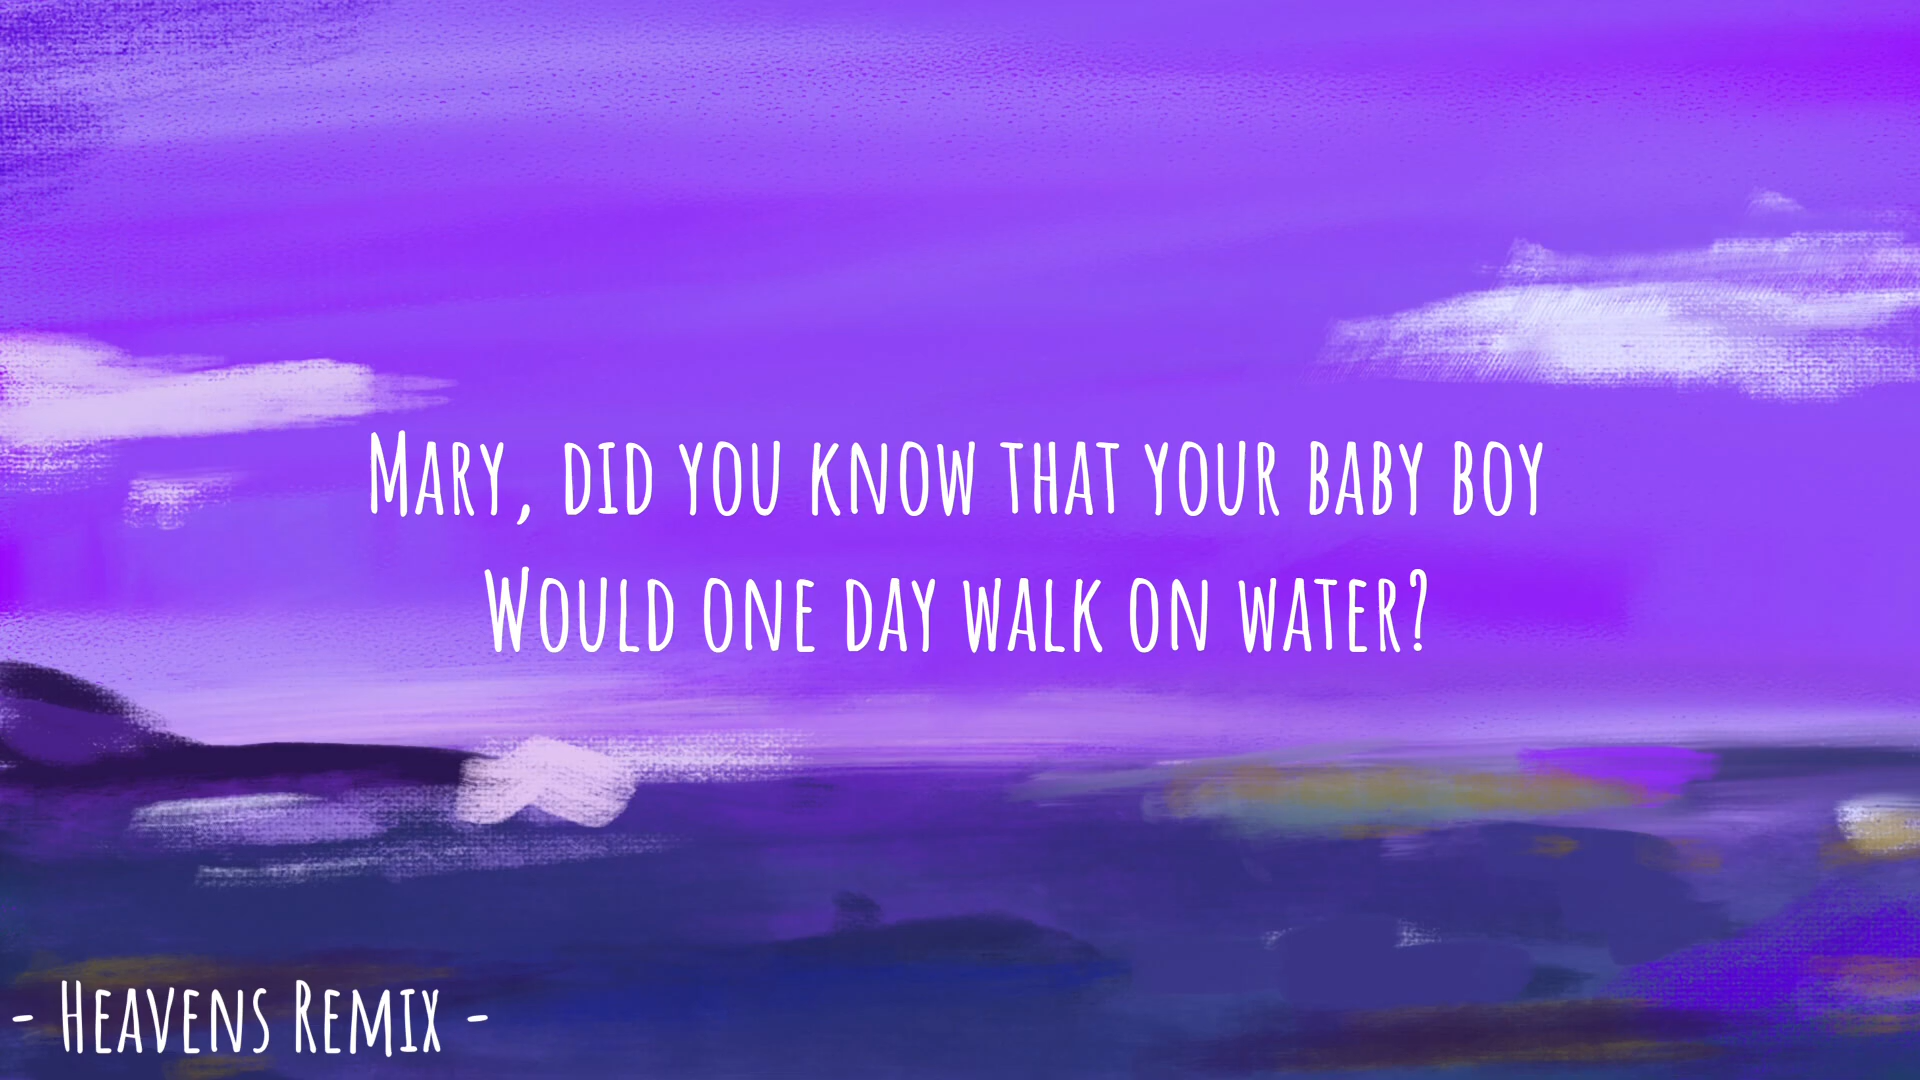 Mary, did you know that your baby boy
Would one day walk on water?
- Heavens Remix -